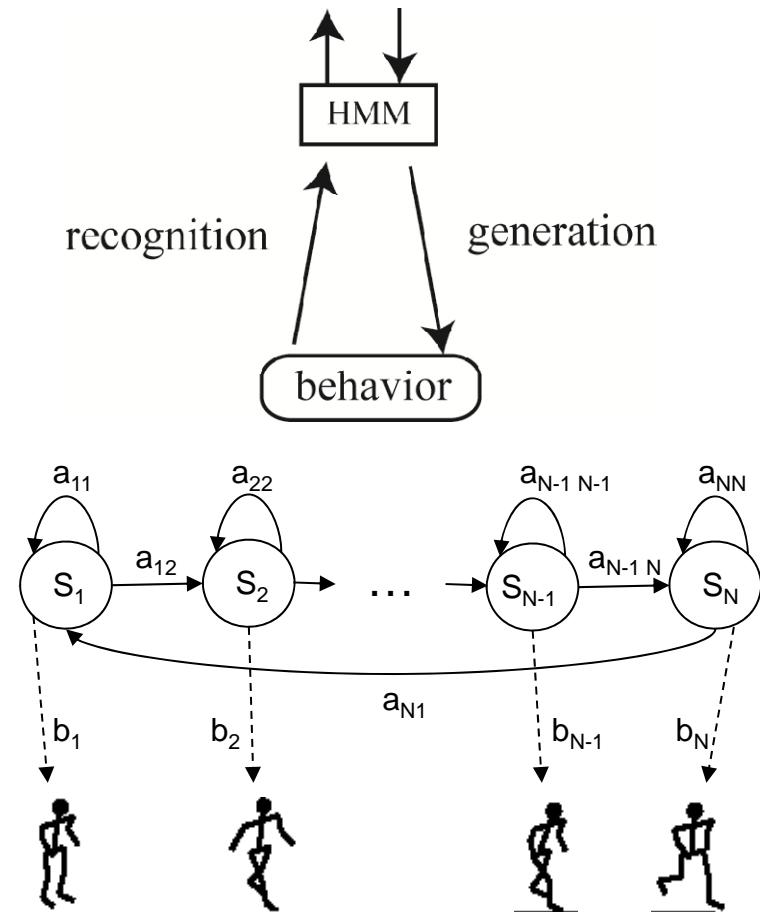 HMM
recognition
generation
behavior
a11 a22 aN-1 N-1 aNN
S1 a12 S2 ... SN-1 aN-1 N SN
aN1
b1 b2 bN-1 bN